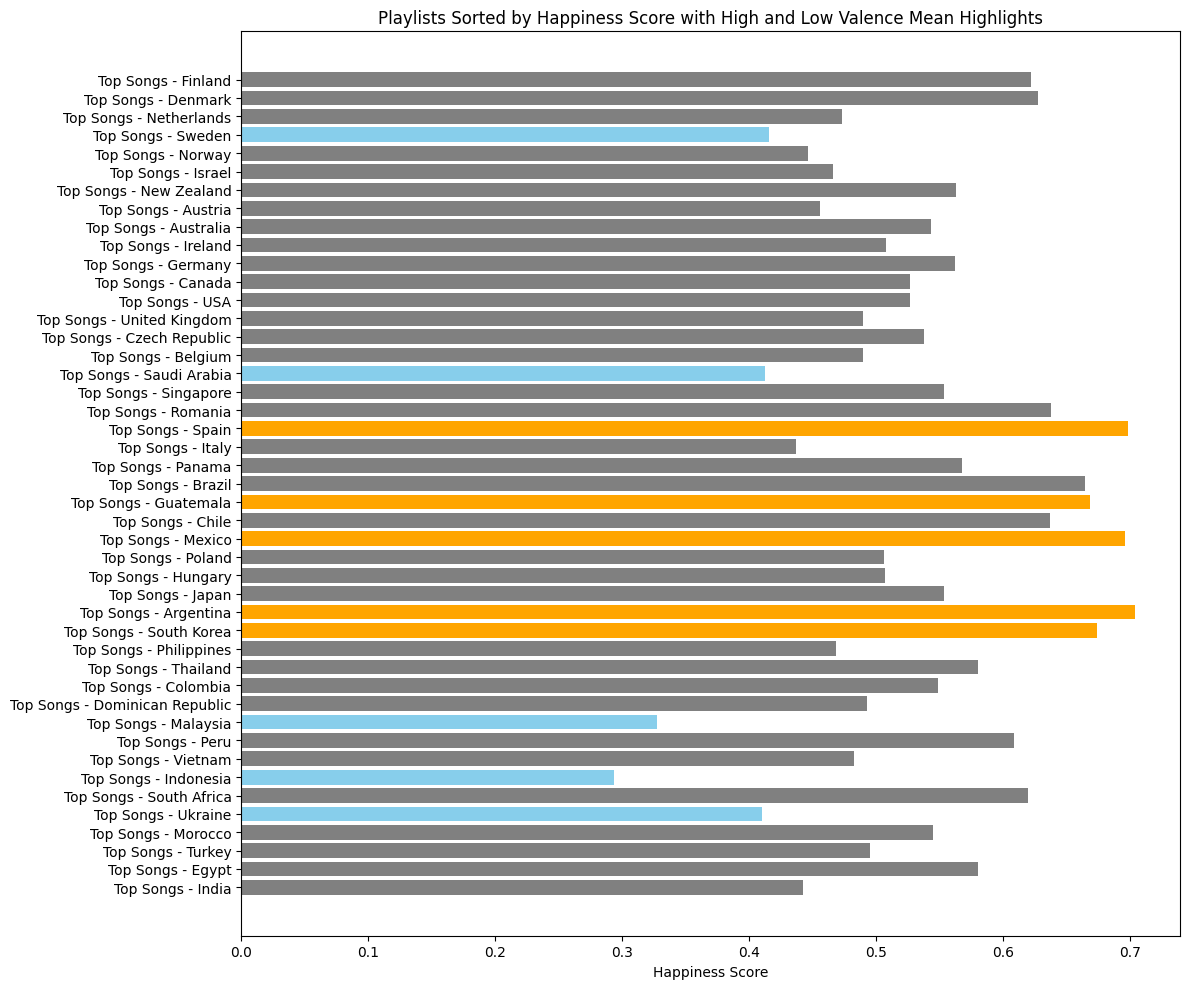 Playlists Sorted by Happiness Score with High and Low Valence Mean Highlights
Top Songs - Finland
Top Songs - Denmark
Top Songs - Netherlands
Top Songs - Sweden
Top Songs - Norway
Top Songs - Israel
Top Songs - New Zealand
Top Songs - Austria
Top Songs - Australia
Top Songs - Ireland
Top Songs - Germany
Top Songs - Canada
Top Songs - USA
Top Songs - United Kingdom
Top Songs - Czech Republic
Top Songs - Belgium
Top Songs - Saudi Arabia
Top Songs - Singapore
Top Songs - Romania
Top Songs - Spain
Top Songs - Italy
Top Songs - Panama
Top Songs - Brazil
Top Songs - Guatemala
Top Songs - Chile
Top Songs - Mexico
Top Songs - Poland
Top Songs - Hungary
Top Songs - Japan
Top Songs - Argentina
Top Songs - South Korea
Top Songs - Philippines
Top Songs - Thailand
Top Songs - Colombia
Top Songs - Dominican Republic
Top Songs - Malaysia
Top Songs - Peru
Top Songs - Vietnam
Top Songs - Indonesia
Top Songs - South Africa
Top Songs - Ukraine
Top Songs - Morocco
Top Songs - Turkey
Top Songs - Egypt
Top Songs - India
0.0 0.1 0.2 0.3 0.4 0.5 0.6 0.7
Happiness Score